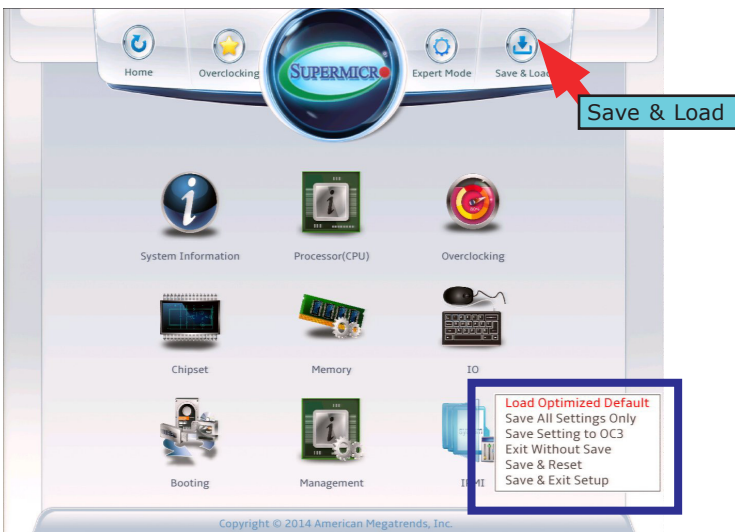 Home
Overclocking
SUPERMICRO
Expert Mode
Save & Load
Save & Load
System Information
Processor(CPU)
Overclocking
Chipset
Memory
IO
Load Optimized Default
Save All Settings Only
Save Setting to OC3
Exit Without Save
Save & Reset
Save & Exit Setup
Booting
Management
IPMI
Copyright © 2014 American Megatrends, Inc.